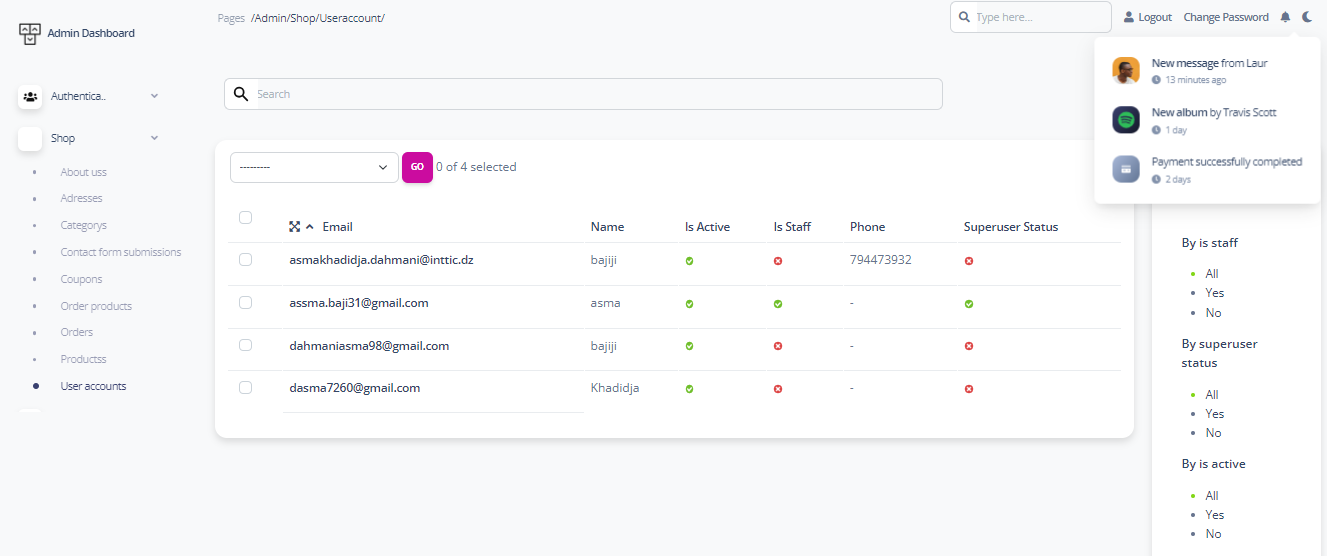 Admin Dashboard
Pages /Admin/Shop/Useraccount/
Type here...
Logout Change Password
New message from Laur
13 minutes ago
New album by Travis Scott
1 day
Payment successfully completed
2 days
Authentica..
Shop
About uss
Adresses
Categorys
Contact form submissions
Coupons
Order products
Orders
Productss
User accounts
Search
--------- GO 0 of 4 selected
Email Name Is Active Is Staff Phone Superuser Status
asmakhadidja.dahmani@inttic.dz bajiji 794473932
assma.baji31@gmail.com asma -
dahmaniasma98@gmail.com bajiji -
dasma7260@gmail.com Khadidja -
By is staff
All
Yes
No
By superuser
status
All
Yes
No
By is active
All
Yes
No